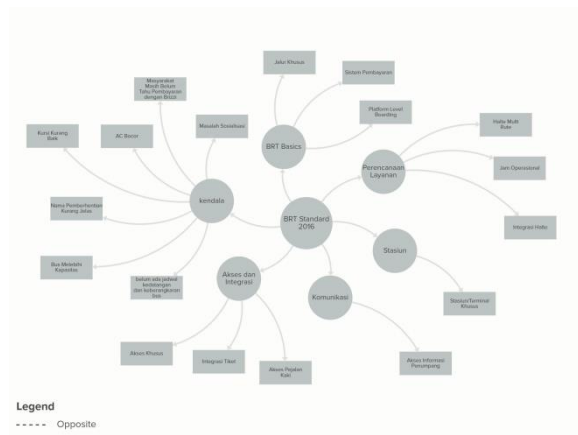 Jalur Khusus
Sistem Pembayaran
Masyarakat
Masih Belum
Tahu Pembayaran
dengan Brizzi
Platform Level
Boarding
Halte Multi
Rute
Masalah Sosialisasi
Kursi Kurang
Baik
AC Bocor
BRT Basics
Perencanaan
Layanan
Jam Operasional
kendala
Nama Pemberhentian
Kurang Jelas
BRT Standard
2016
Integrasi Halte
Stasiun
Bus Melebihi
Kapasitas
belum ada jadwal
kedatangan
dan keberangkatan
Akses dan
Integrasi
Komunikasi
Stasiun/Terminal
Khusus
Akses Khusus
Integrasi Tiket
Akses Pejalan
Kaki
Akses Informasi
Penumpang
Legend
Opposite